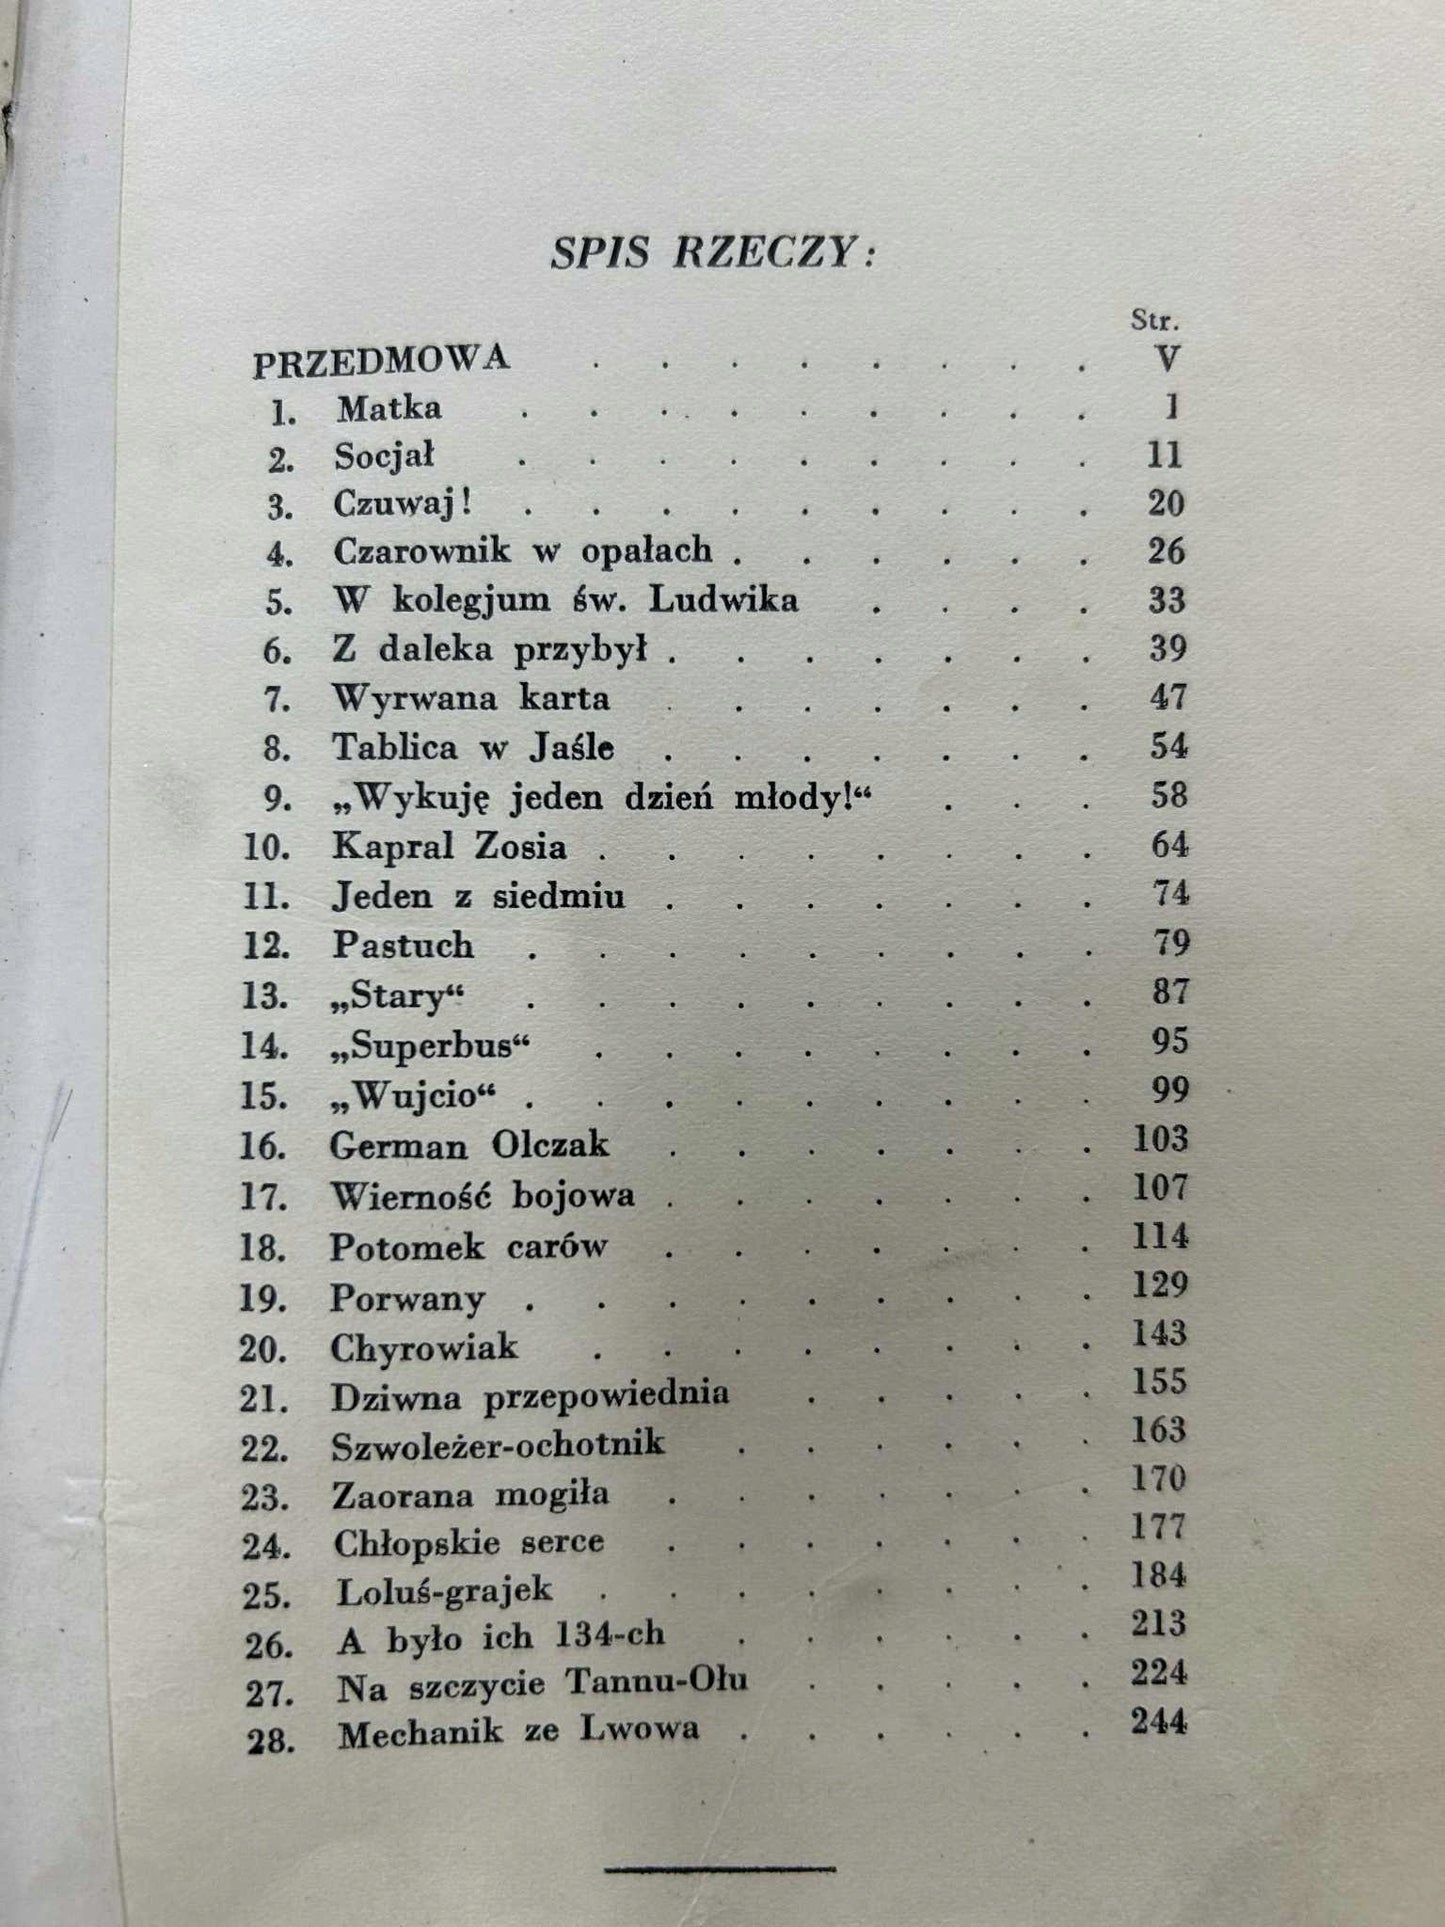 SPIS RZECZY:
Str.
PRZEDMOWA . . . . . . . . V
1. Matka . . . . . . . . . 1
2. Socjał . . . . . . . . . 11
3. Czuwaj! . . . . . . . . . 20
4. Czarownik w opałach . . . . . . 26
5. W kolegjum św. Ludwika . . . . 33
6. Z daleka przybył . . . . . . . 39
7. Wyrwana karta . . . . . . . 47
8. Tablica w Jaśle . . . . . . . 54
9. „Wykuję jeden dzień młody!“ . . . 58
10. Kapral Zosia . . . . . . . . 64
11. Jeden z siedmiu . . . . . . . 74
12. Pastuch . . . . . . . . . 79
13. „Stary“ . . . . . . . . . 87
14. „Superbus“ . . . . . . . . 95
15. „Wujcio“ . . . . . . . . . 99
16. German Olczak . . . . . . . 103
17. Wierność bojowa . . . . . . . 107
18. Potomek carów . . . . . . . 114
19. Porwany . . . . . . . . . 129
20. Chyrowiak . . . . . . . . 143
21. Dziwna przepowiednia . . . . . 155
22. Szwoleżer-ochotnik . . . . . . 163
23. Zaorana mogiła . . . . . . . 170
24. Chłopskie serce . . . . . . . 177
25. Loluś-grajek . . . . . . . . 184
26. A było ich 134-ch . . . . . . 213
27. Na szczycie Tannu-Ołu . . . . . 224
28. Mechanik ze Lwowa . . . . . . 244